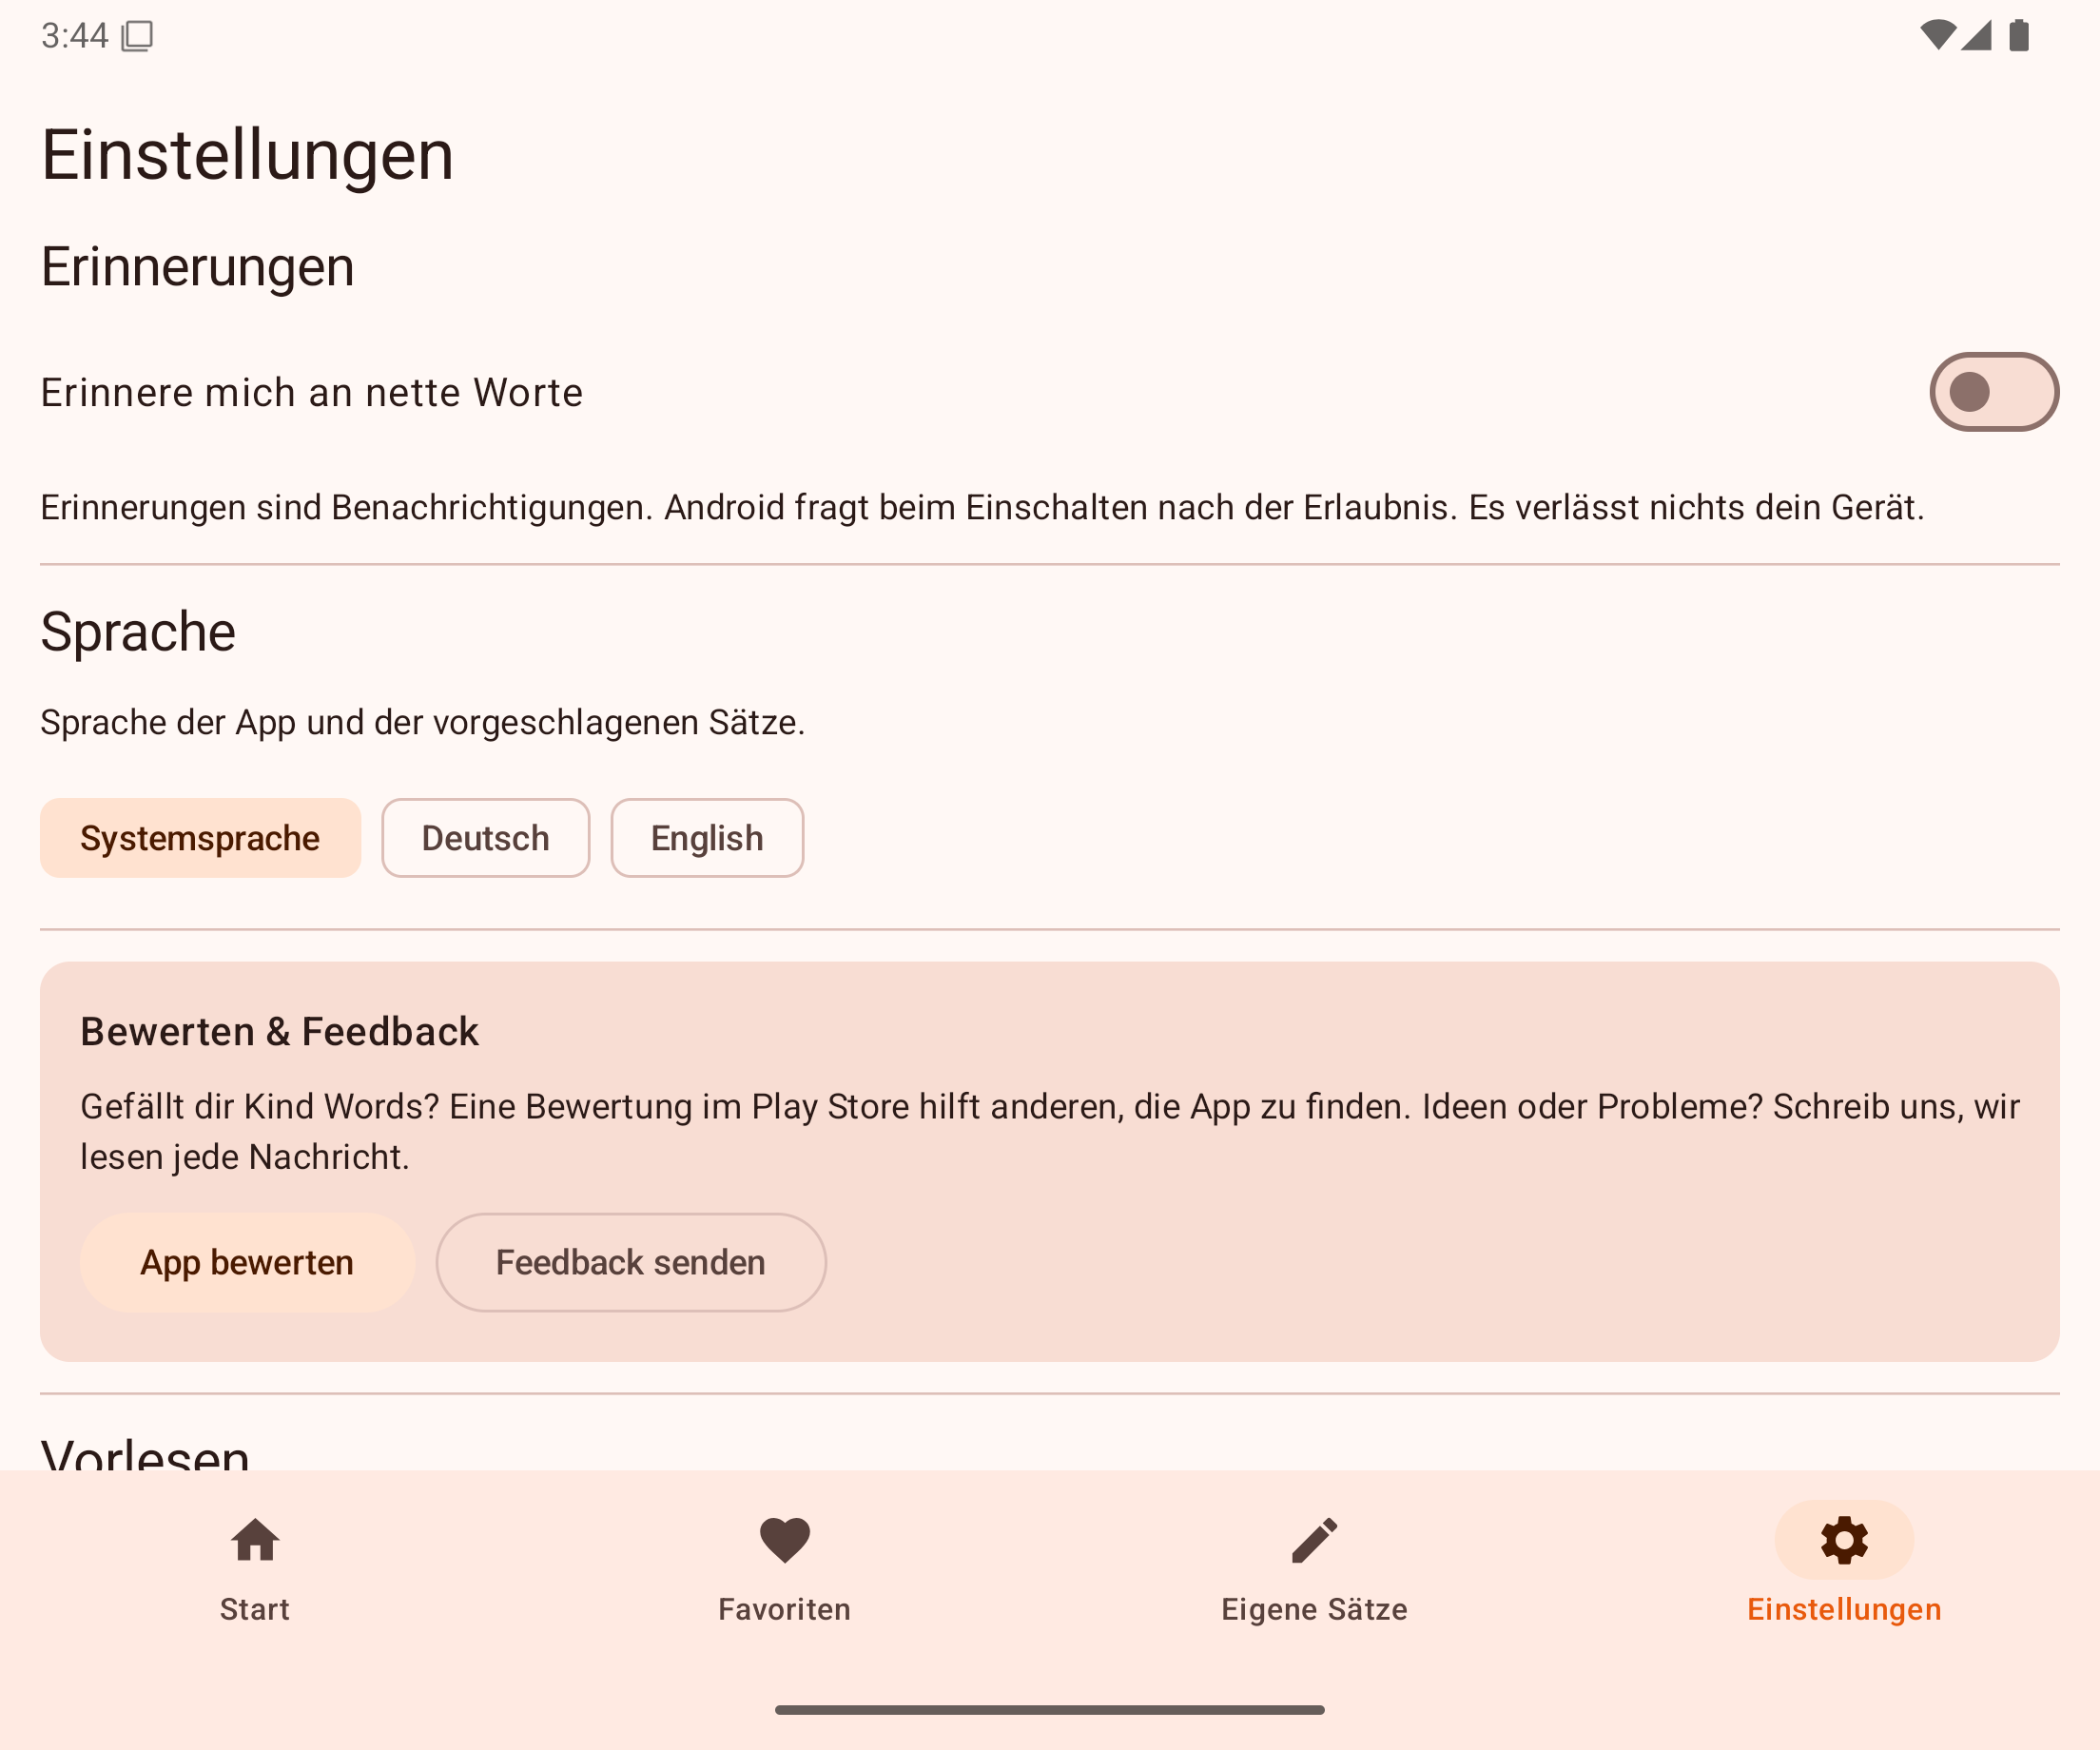 3:44
Einstellungen
Erinnerungen
Erinnere mich an nette Worte
Erinnerungen sind Benachrichtigungen. Android fragt beim Einschalten nach der Erlaubnis. Es verlässt nichts dein Gerät.
Sprache
Sprache der App und der vorgeschlagenen Sätze.
Systemsprache Deutsch English
Bewerten & Feedback
Gefällt dir Kind Words? Eine Bewertung im Play Store hilft anderen, die App zu finden. Ideen oder Probleme? Schreib uns, wir
lesen jede Nachricht.
App bewerten Feedback senden
Vorlesen
Start Favoriten Eigene Sätze Einstellungen